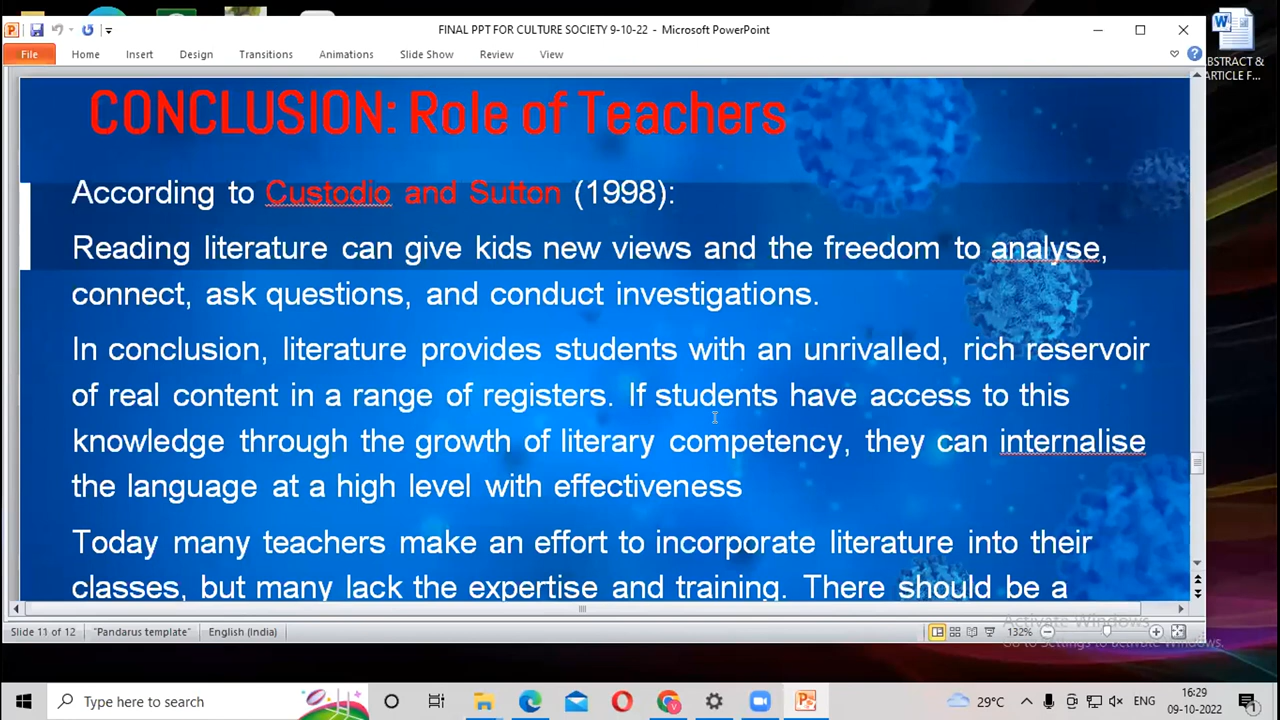 FINAL PPT FOR CULTURE SOCIETY 9-10-22 - Microsoft PowerPoint
File Home Insert Design Transitions Animations Slide Show Review View
BSTRACT &
ARTICLE F...
CONCLUSION: Role of Teachers
According to Custodio and Sutton (1998):
Reading literature can give kids new views and the freedom to analyse,
connect, ask questions, and conduct investigations.
In conclusion, literature provides students with an unrivalled, rich reservoir
of real content in a range of registers. If students have access to this
knowledge through the growth of literary competency, they can internalise
the language at a high level with effectiveness
Today many teachers make an effort to incorporate literature into their
classes, but many lack the expertise and training. There should be a
Activate Windows
Go to Settings to activate Windows.
Slide 11 of 12 "Pandarus template" English (India) 132%
Type here to search 29°C ENG 16:29
09-10-2022